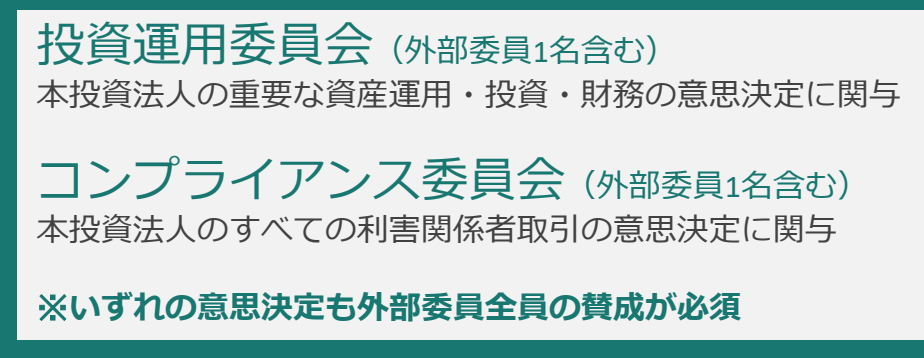 投資運用委員会（外部委員1名含む）
本投資法人の重要な資産運用・投資・財務の意思決定に関与
コンプライアンス委員会（外部委員1名含む）
本投資法人のすべての利害関係者取引の意思決定に関与
※いずれの意思決定も外部委員全員の賛成が必須